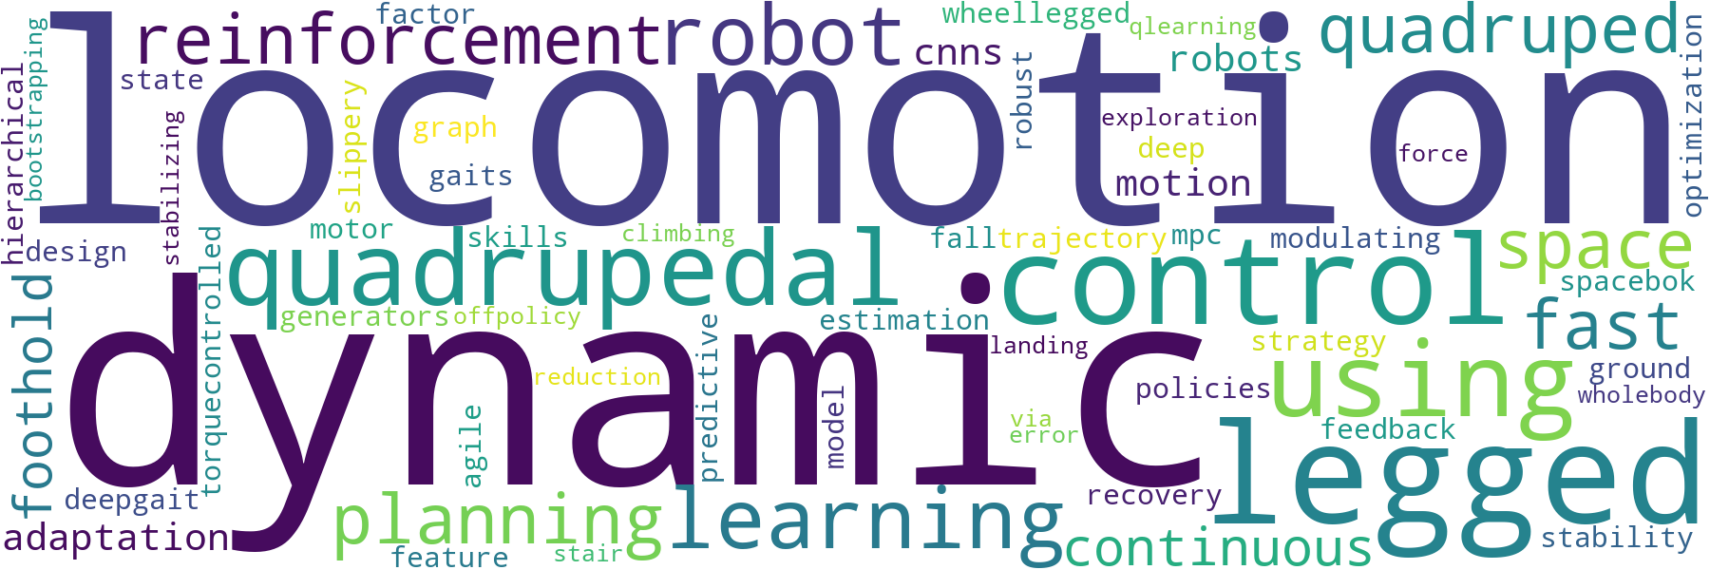 locomotion
dynamic
reinforcement
robot
quadruped
factor
wheellegged
qlearning
cnns
robots
state
hierarchical
bootstrapping
stabilizing
slippery
graph
gaits
robust
exploration
deep
motion
force
optimization
design
motor
skills
climbing
fall
trajectory
mpc
modulating
space
spacebok
quadrupedal
control
torquecontrolled
generators
offpolicy
estimation
landing
strategy
fast
foothold
reduction
predictive
model
agile
policies
using
ground
wholebody
via
error
feedback
legged
deepgait
adaptation
planning
learning
recovery
continuous
stability
feature
stair